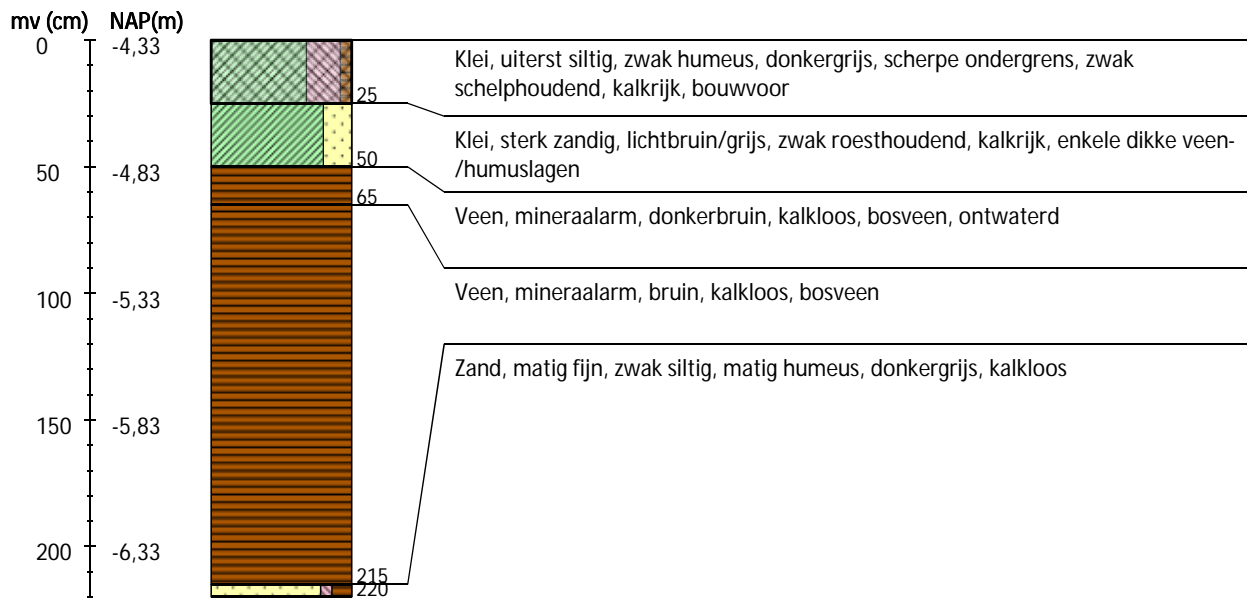 mv (cm) NAP(m)
0 -4,33
Klei, uiterst siltig, zwak humeus, donkergrijs, scherpe ondergrens, zwak
schelphoudend, kalkrijk, bouwvoor
25
Klei, sterk zandig, lichtbruin/grijs, zwak roesthoudend, kalkrijk, enkele dikke veen-
/humuslagen
50
50 -4,83
65
Veen, mineraalarm, donkerbruin, kalkloos, bosveen, ontwaterd
Veen, mineraalarm, bruin, kalkloos, bosveen
100 -5,33
Zand, matig fijn, zwak siltig, matig humeus, donkergrijs, kalkloos
150 -5,83
200 -6,33
215
220